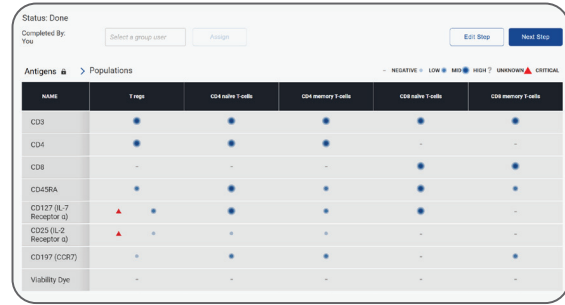 Status: Done
Completed By:
You
Select a group user
Assign
Edit Step
Next Step
Antigens > Populations
- NEGATIVE LOW MID HIGH ? UNKNOWN CRITICAL
NAME T regs CD4 naïve T-cells CD4 memory T-cells CD8 naïve T-cells CD8 memory T-cells
CD3
CD4 - -
CD8 - - -
CD45RA
CD127 (IL-7
Receptor α) -
CD25 (IL-2
Receptor α) - -
CD197 (CCR7) -
Viability Dye - - - - -